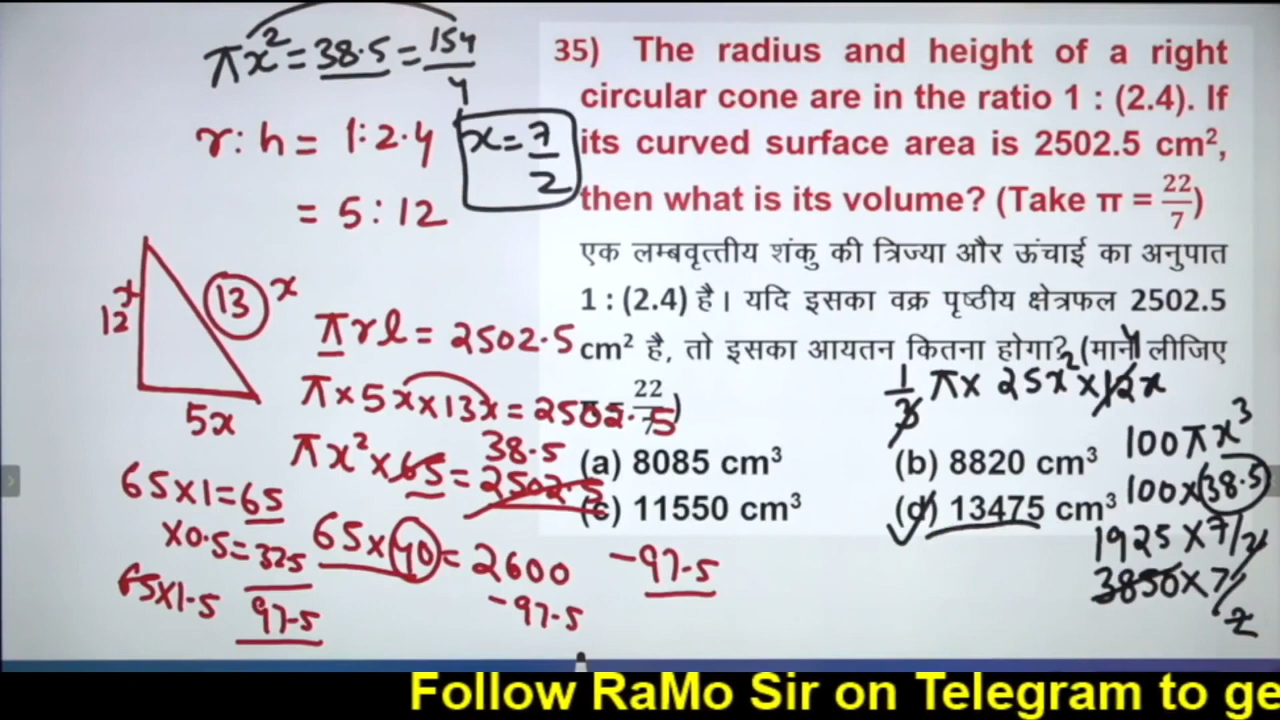 πx² = 38.5 = 154/4
r : h = 1 : 2.4
x = 7/2
= 5 : 12
35) The radius and height of a right
circular cone are in the ratio 1 : (2.4). If
its curved surface area is 2502.5 cm²,
then what is its volume? (Take π = 22/7)
एक लम्बवृत्तीय शंकु की त्रिज्या और ऊंचाई का अनुपात
1 : (2.4) है। यदि इसका वक्र पृष्ठीय क्षेत्रफल 2502.5
cm² है, तो इसका आयतन कितना होगा? (मान लीजिए
22/7)
(a) 8085 cm³
(b) 8820 cm³
(c) 11550 cm³
(d) 13475 cm³
12x
13 x
5x
πrl = 2502.5
π × 5x × 13x = 2502.5
πx² × 65 = 2502.5
38.5
65×1 = 65
×0.5 = 32.5
65×1.5 97.5
65 × 40 = 2600
-97.5
-97.5
1/3 π × 25x² × 12x
4
100πx³
100×38.5
1925 × 7/2
3850×7/2
Follow RaMo Sir on Telegram to ge